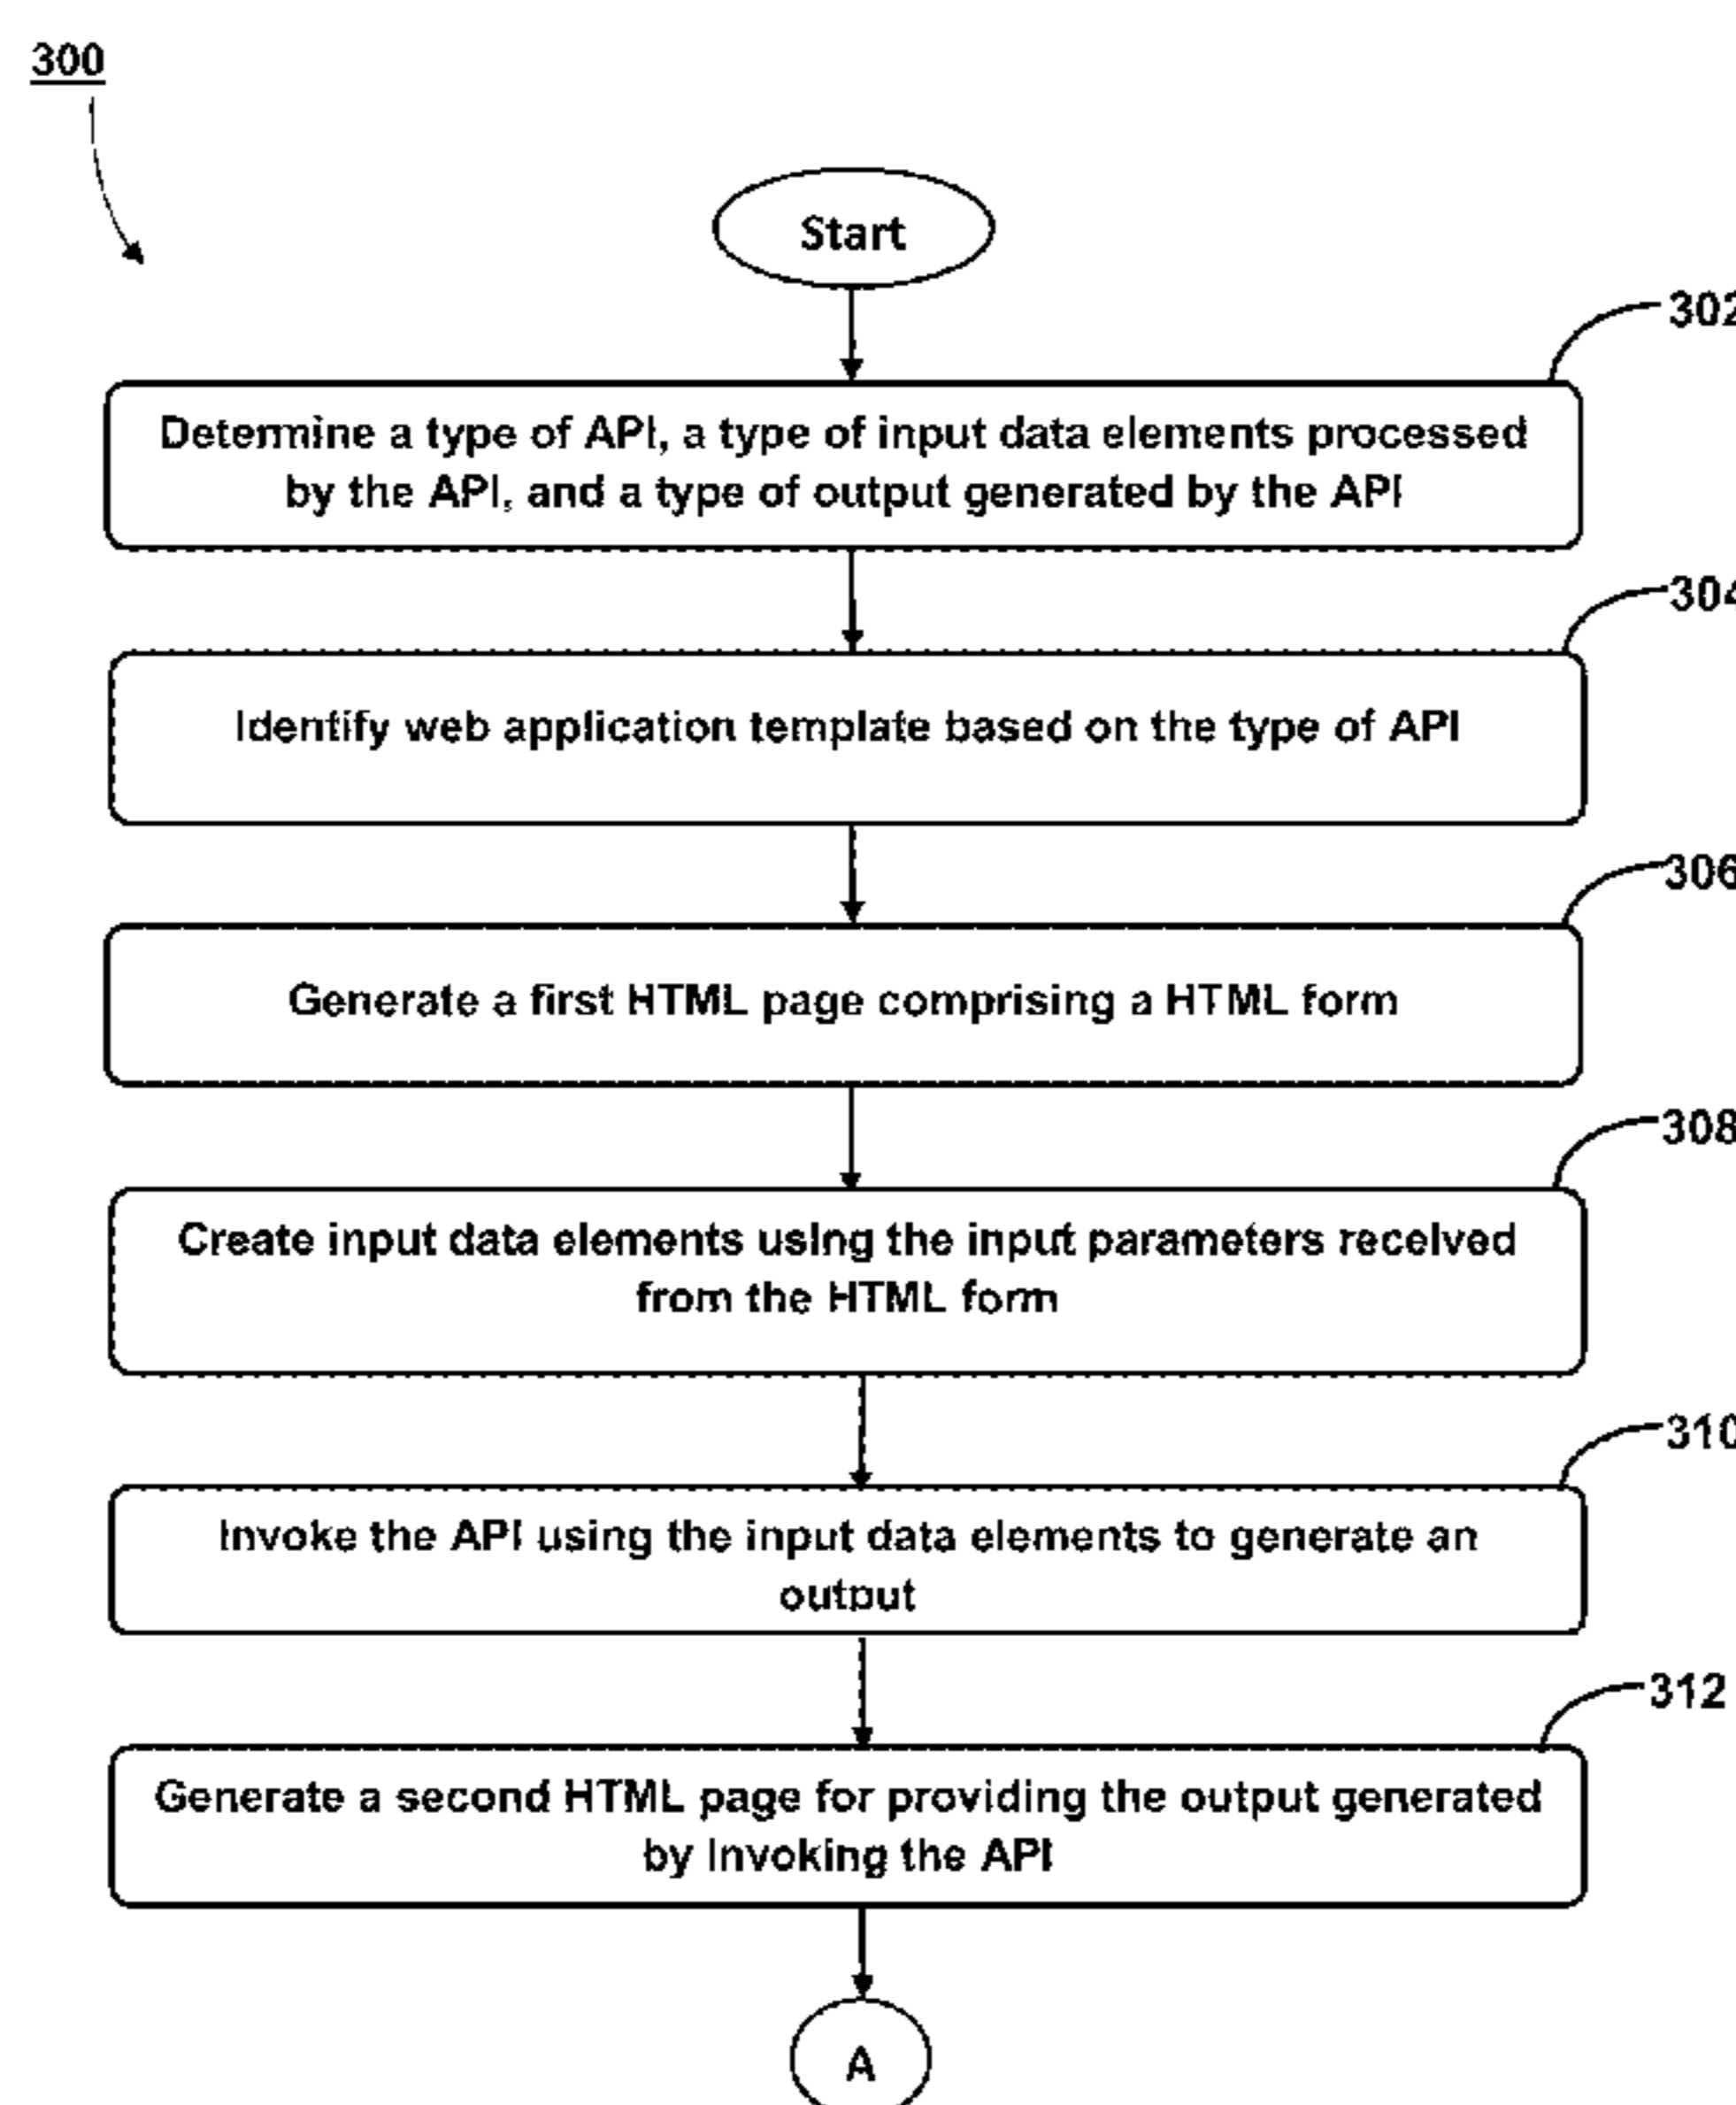 300
Start
302
Determine a type of API, a type of input data elements processed
by the API, and a type of output generated by the API
304
Identify web application template based on the type of API
306
Generate a first HTML page comprising a HTML form
308
Create input data elements using the input parameters received
from the HTML form
310
Invoke the API using the input data elements to generate an
output
312
Generate a second HTML page for providing the output generated
by Invoking the API
A